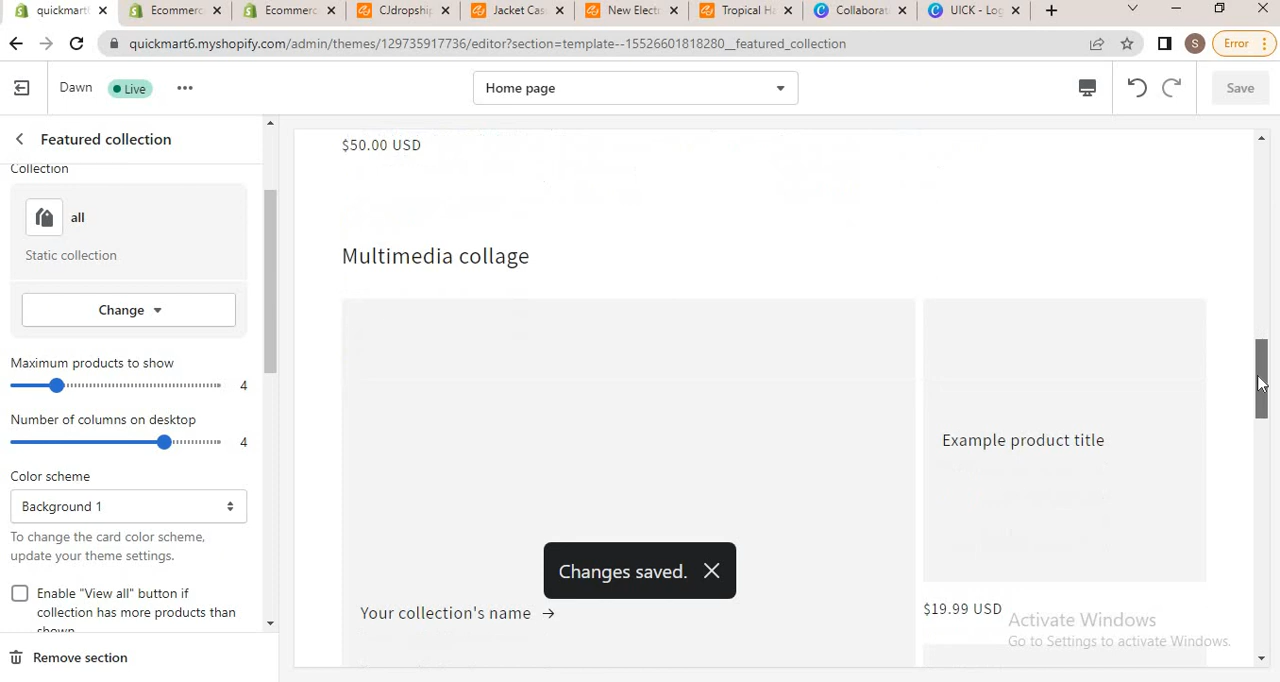 quickmart
Ecommerc
Ecommerc
CJdropship
Jacket Cas
New Electr
Tropical Ha
Collaborat
UICK - Log
quickmart6.myshopify.com/admin/themes/129735917736/editor?section=template--15526601818280__featured_collection
S
Error
Dawn
Live
Home page
Save
Featured collection
Collection
all
Static collection
Change
Maximum products to show
4
Number of columns on desktop
4
Color scheme
Background 1
To change the card color scheme,
update your theme settings.
Enable "View all" button if
collection has more products than
shown
Remove section
$50.00 USD
Multimedia collage
Example product title
Changes saved.
Your collection's name →
$19.99 USD
Activate Windows
Go to Settings to activate Windows.